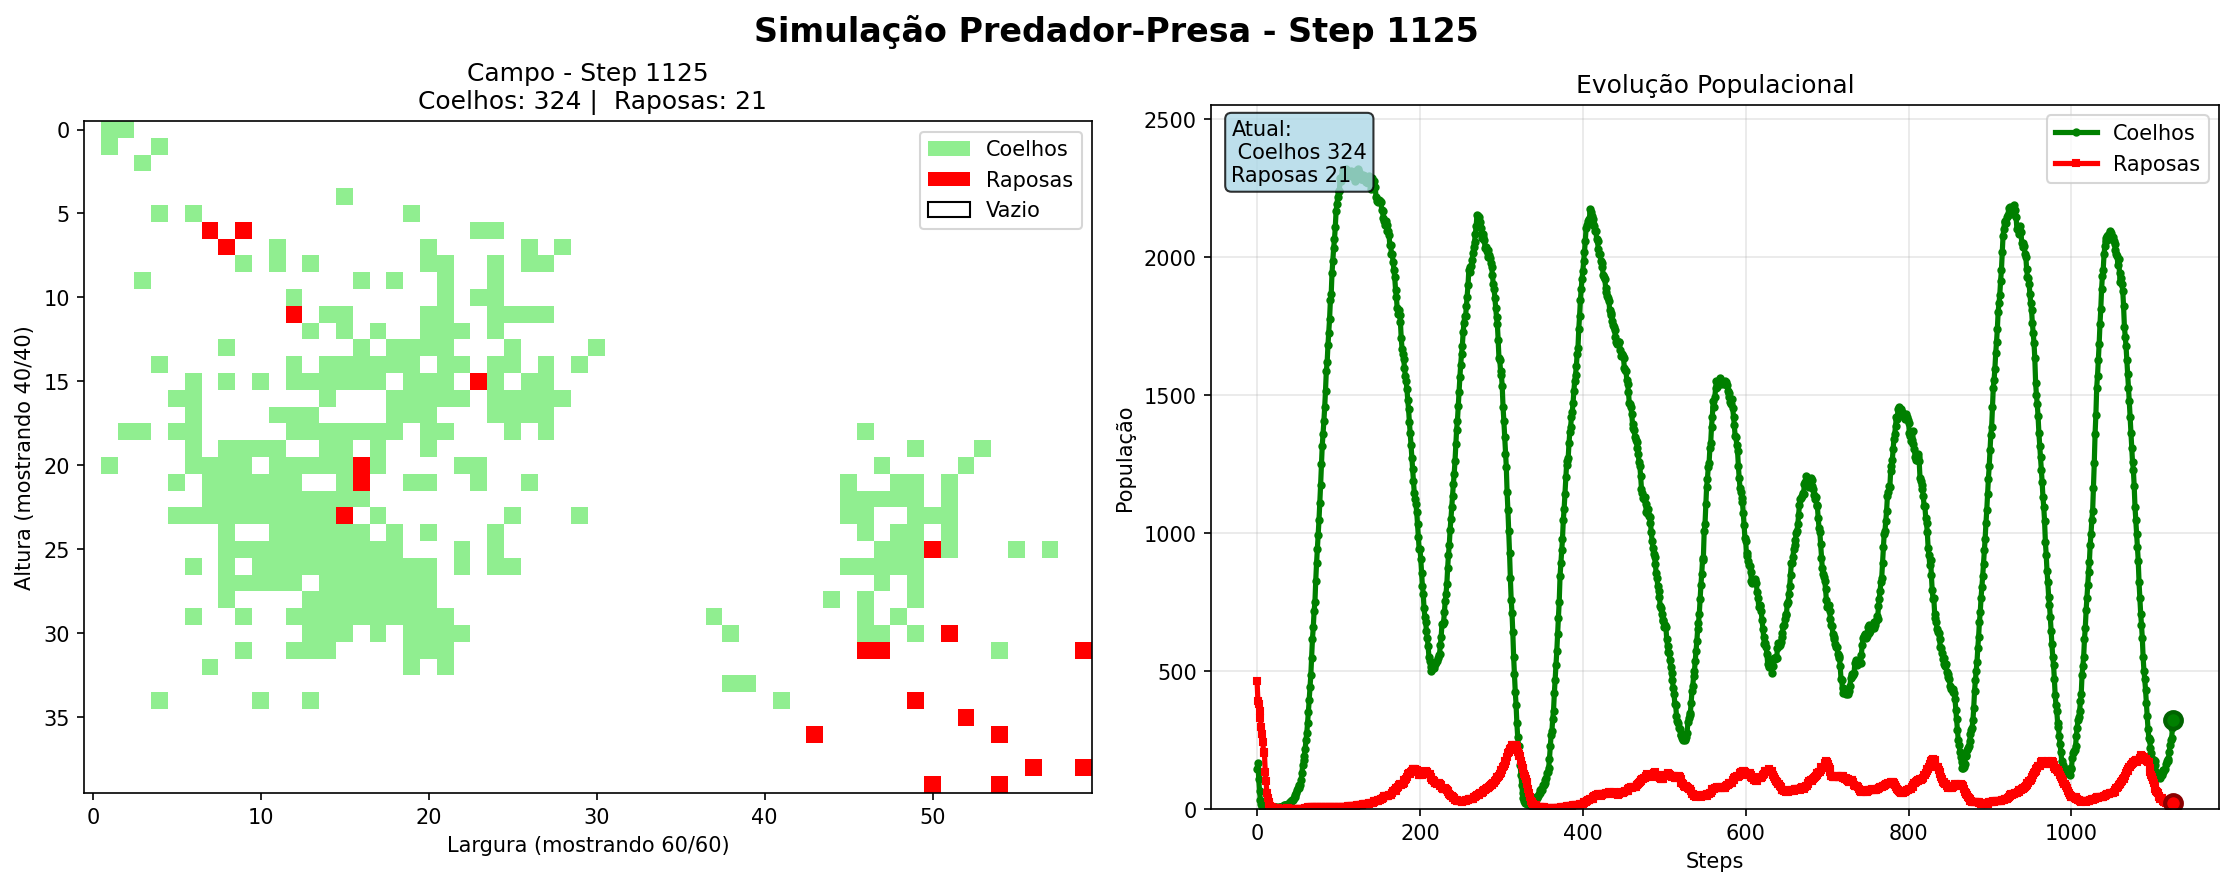 Simulação Predador-Presa - Step 1125
Campo - Step 1125
Coelhos: 324 |  Raposas: 21
Coelhos
Raposas
Vazio
0
5
10
15
20
25
30
35
Altura (mostrando 40/40)
0
10
20
30
40
50
Largura (mostrando 60/60)
Evolução Populacional
Atual:
Coelhos 324
Raposas 21
Coelhos
Raposas
2500
2000
1500
1000
500
0
População
0
200
400
600
800
1000
Steps